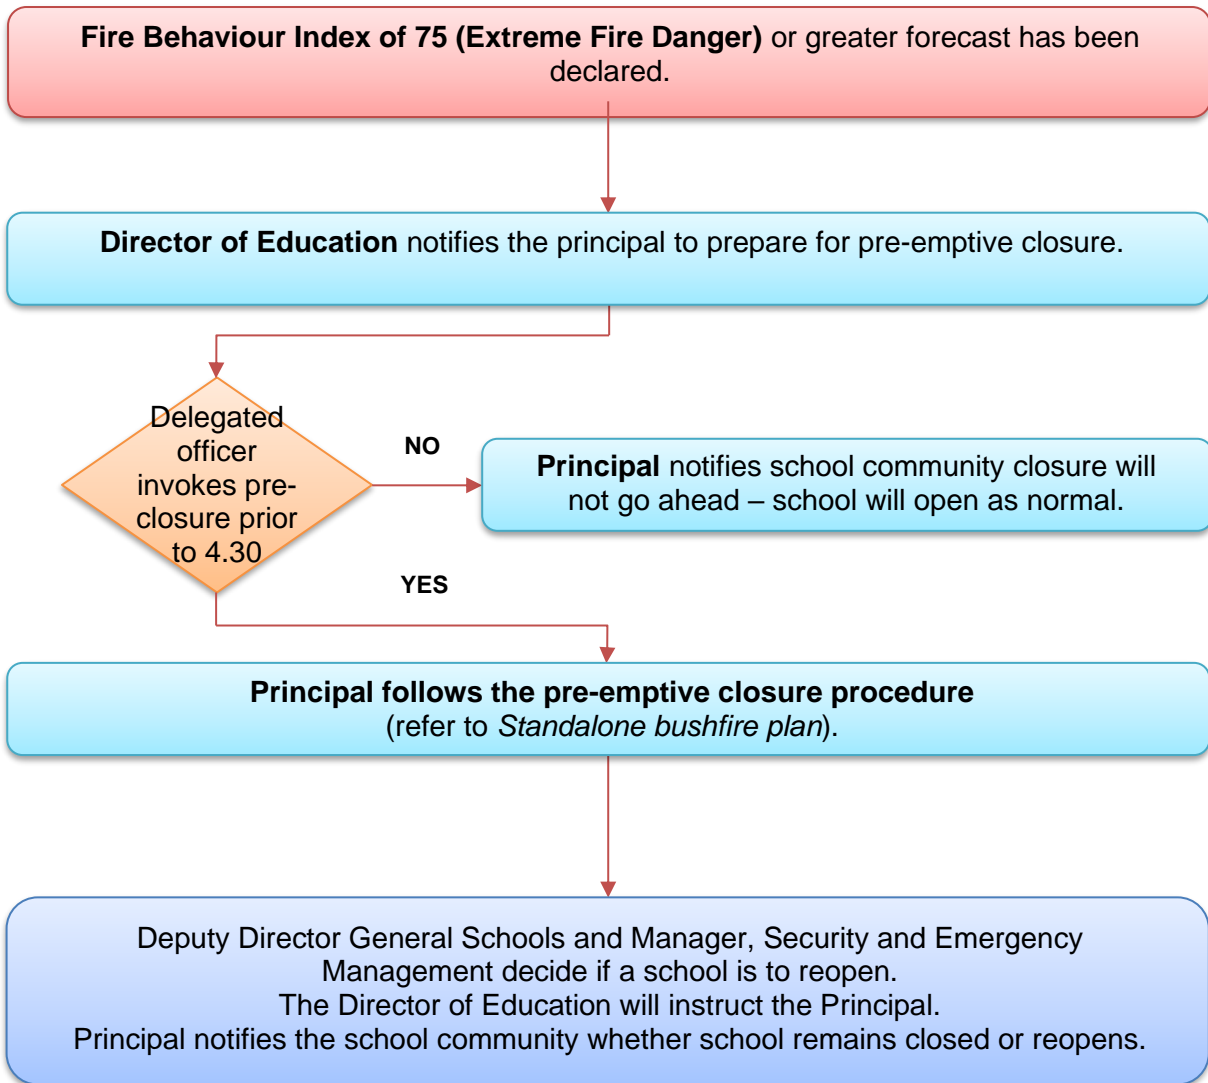 Fire Behaviour Index of 75 (Extreme Fire Danger) or greater forecast has been
declared.
Director of Education notifies the principal to prepare for pre-emptive closure.
Delegated
officer
invokes pre-
closure prior
to 4.30
NO
Principal notifies school community closure will
not go ahead – school will open as normal.
YES
Principal follows the pre-emptive closure procedure
(refer to Standalone bushfire plan).
Deputy Director General Schools and Manager, Security and Emergency
Management decide if a school is to reopen.
The Director of Education will instruct the Principal.
Principal notifies the school community whether school remains closed or reopens.